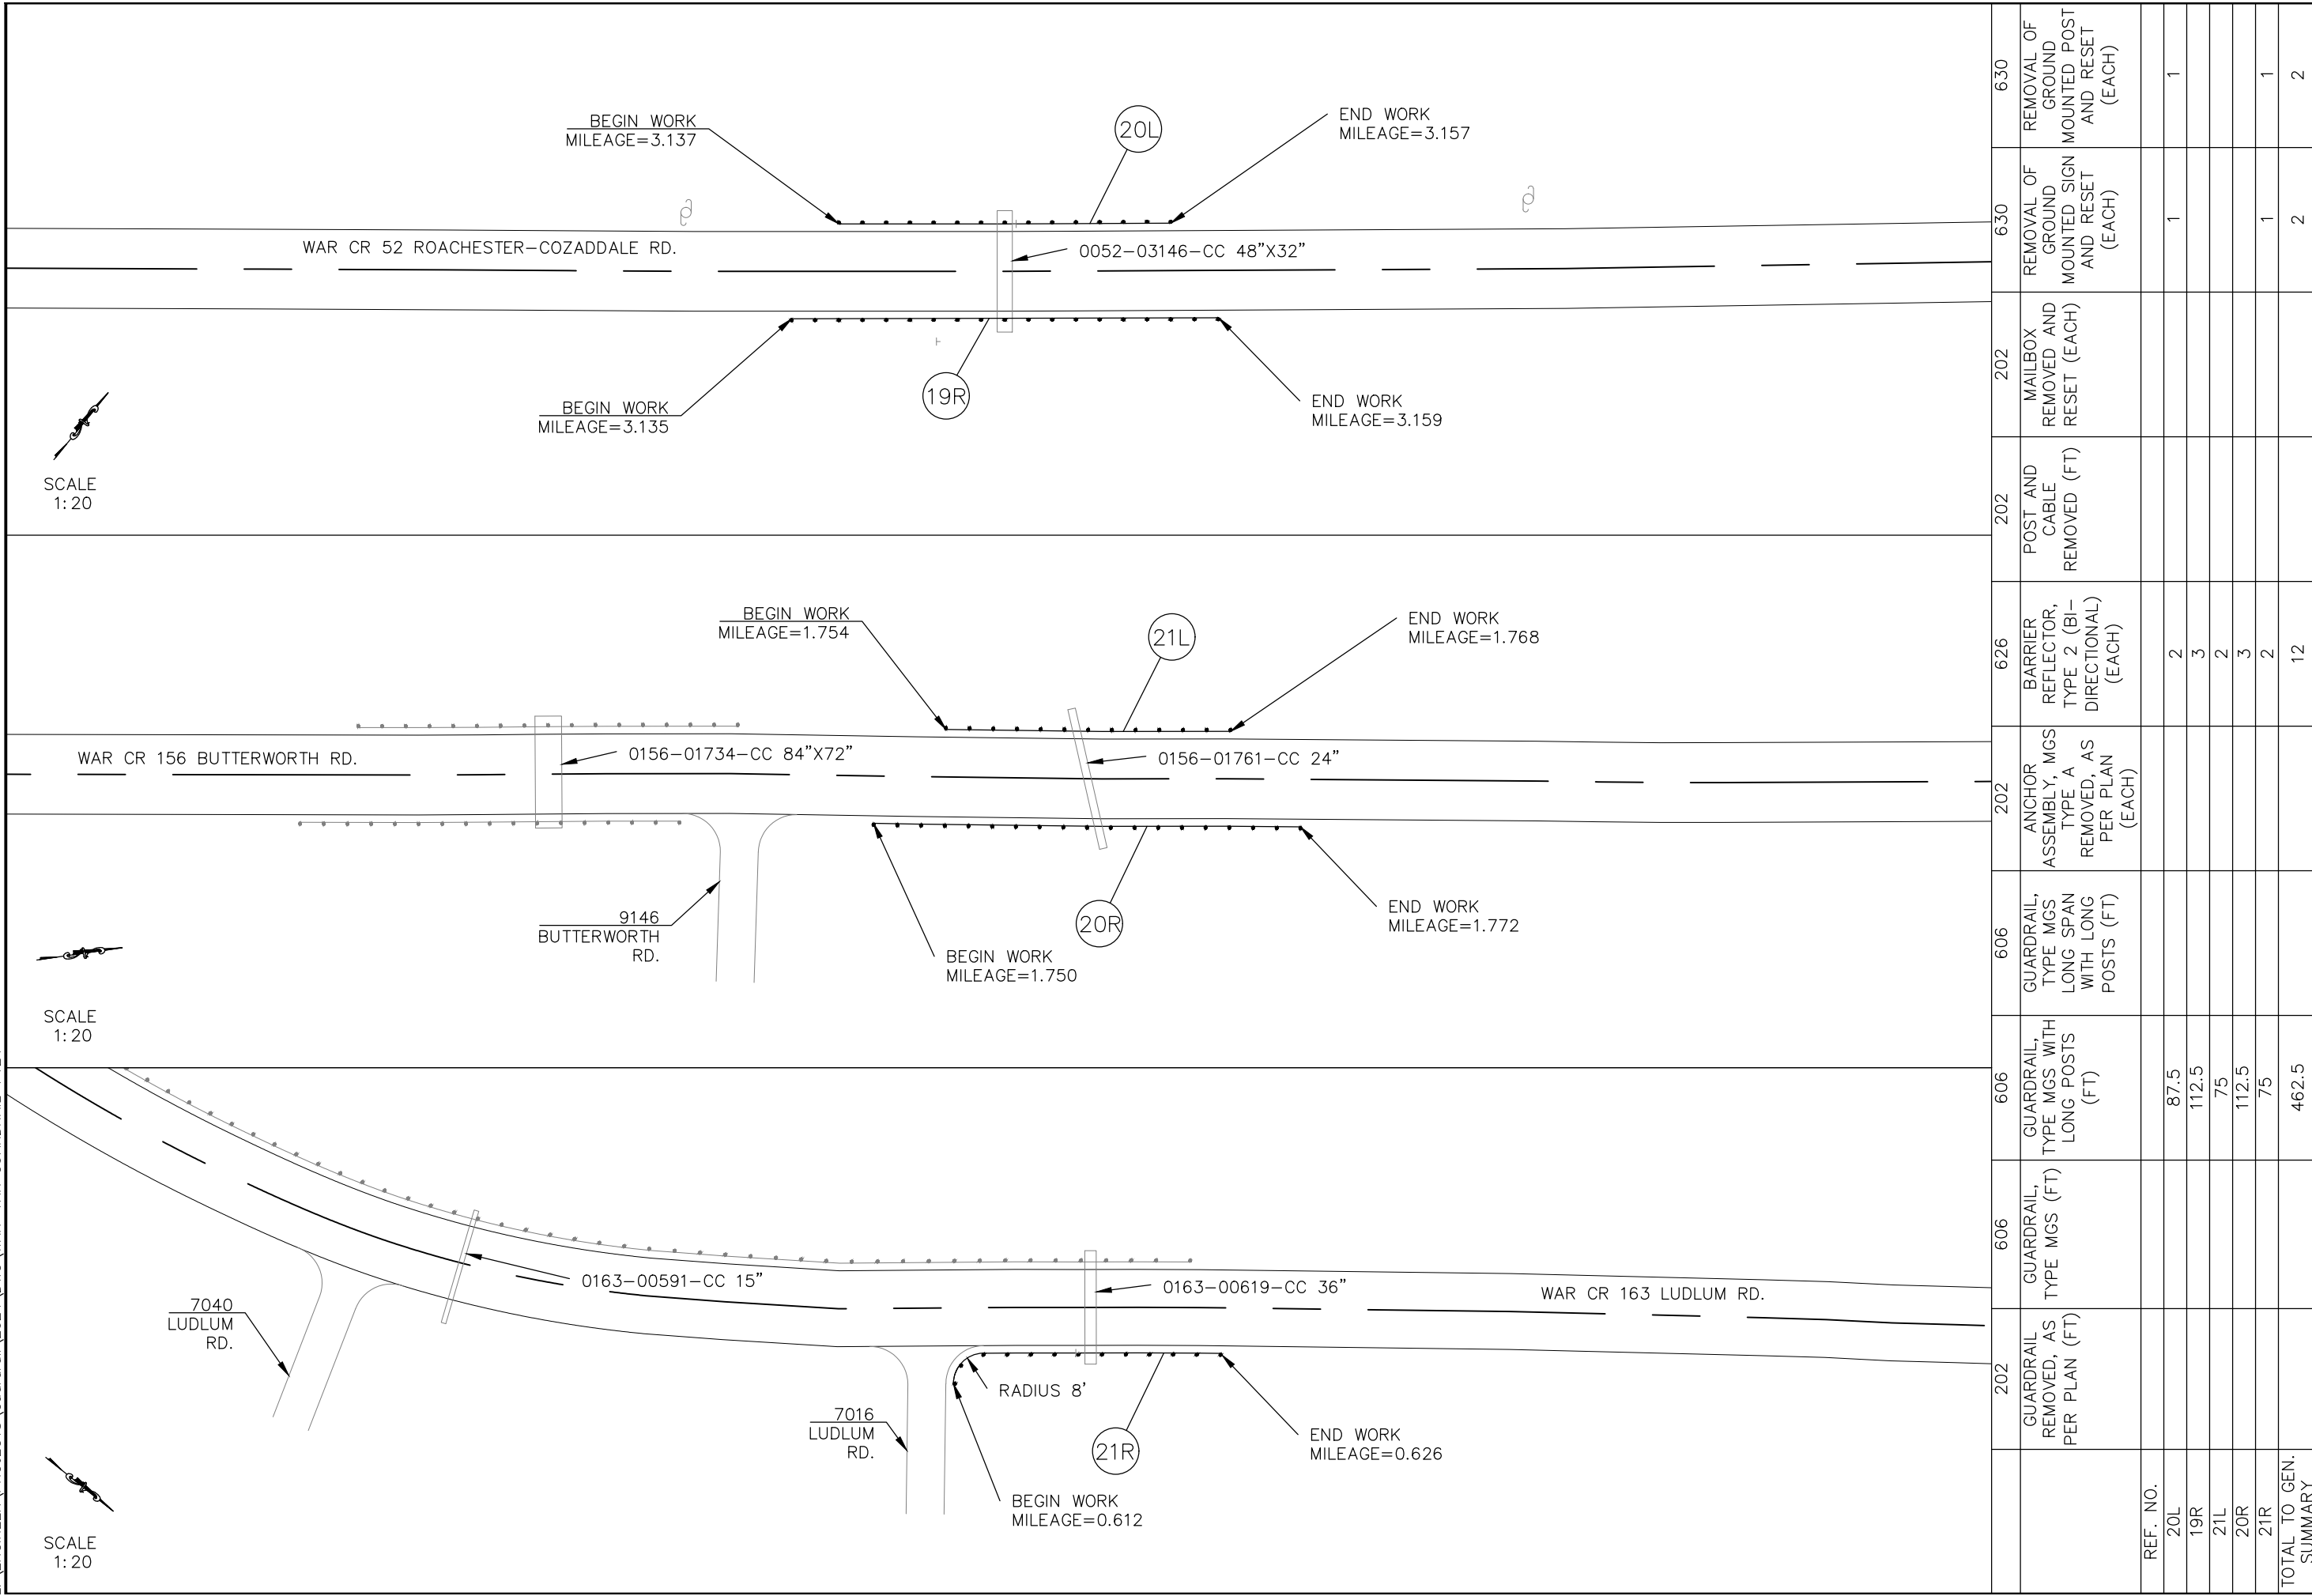 BEGIN WORK
MILEAGE=3.137
20L
END WORK
MILEAGE=3.157
WAR CR 52 ROACHESTER-COZADDALE RD.
0052-03146-CC 48"X32"
BEGIN WORK
MILEAGE=3.135
19R
END WORK
MILEAGE=3.159
SCALE
1:20
BEGIN WORK
MILEAGE=1.754
21L
END WORK
MILEAGE=1.768
WAR CR 156 BUTTERWORTH RD.
0156-01734-CC 84"X72"
0156-01761-CC 24"
9146
BUTTERWORTH
RD.
BEGIN WORK
MILEAGE=1.750
20R
END WORK
MILEAGE=1.772
SCALE
1:20
0163-00591-CC 15"
0163-00619-CC 36"
WAR CR 163 LUDLUM RD.
7040
LUDLUM
RD.
7016
LUDLUM
RD.
RADIUS 8'
21R
END WORK
MILEAGE=0.626
BEGIN WORK
MILEAGE=0.612
SCALE
1:20
202
GUARDRAIL
REMOVED, AS
PER PLAN (FT)
606
GUARDRAIL,
TYPE MGS (FT)
606
GUARDRAIL,
TYPE MGS WITH
LONG POSTS
(FT)
606
GUARDRAIL,
TYPE MGS
LONG SPAN
WITH LONG
POSTS (FT)
202
ANCHOR
ASSEMBLY, MGS
TYPE A
REMOVED, AS
PER PLAN
(EACH)
626
BARRIER
REFLECTOR,
TYPE 2 (BI-
DIRECTIONAL)
(EACH)
202
POST AND
CABLE
REMOVED (FT)
202
MAILBOX
REMOVED AND
RESET (EACH)
630
REMOVAL OF
GROUND
MOUNTED SIGN
AND RESET
(EACH)
630
REMOVAL OF
GROUND
MOUNTED POST
AND RESET
(EACH)
REF. NO.
20L 87.5 2 1 1
19R 112.5 3
21L 75 2
20R 112.5 3
21R 75 2 1 1
TOTAL TO GEN.
SUMMARY 462.5 12 2 2